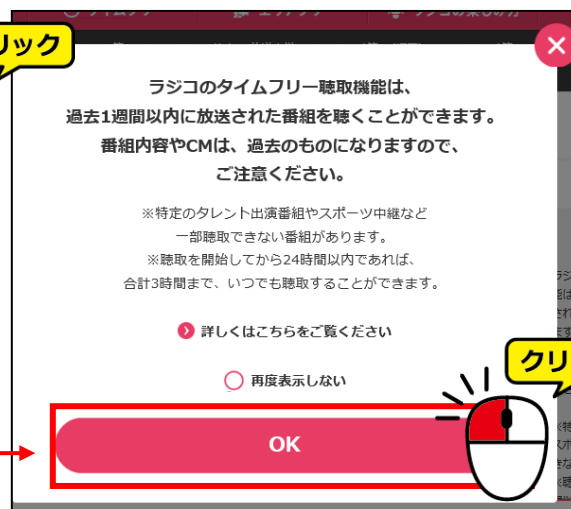 リック
ラジコのタイムフリー聴取機能は、
過去1週間以内に放送された番組を聴くことができます。
番組内容やCMは、過去のものになりますので、
ご注意ください。
※特定のタレント出演番組やスポーツ中継など
一部聴取できない番組があります。
※聴取を開始してから24時間以内であれば、
合計3時間まで、いつでも聴取することができます。
詳しくはこちらをご覧ください
再度表示しない
クリ
OK